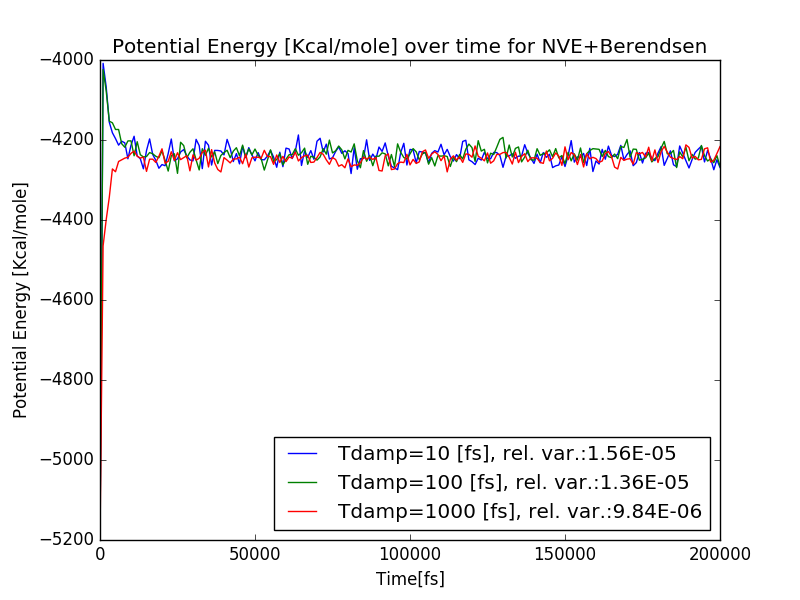 Potential Energy [Kcal/mole] over time for NVE+Berendsen
−4000
−4200
−4400
−4600
−4800
−5000
−5200
Potential Energy [Kcal/mole]
Tdamp=10 [fs], rel. var.:1.56E-05
Tdamp=100 [fs], rel. var.:1.36E-05
Tdamp=1000 [fs], rel. var.:9.84E-06
0 50000 100000 150000 200000
Time[fs]